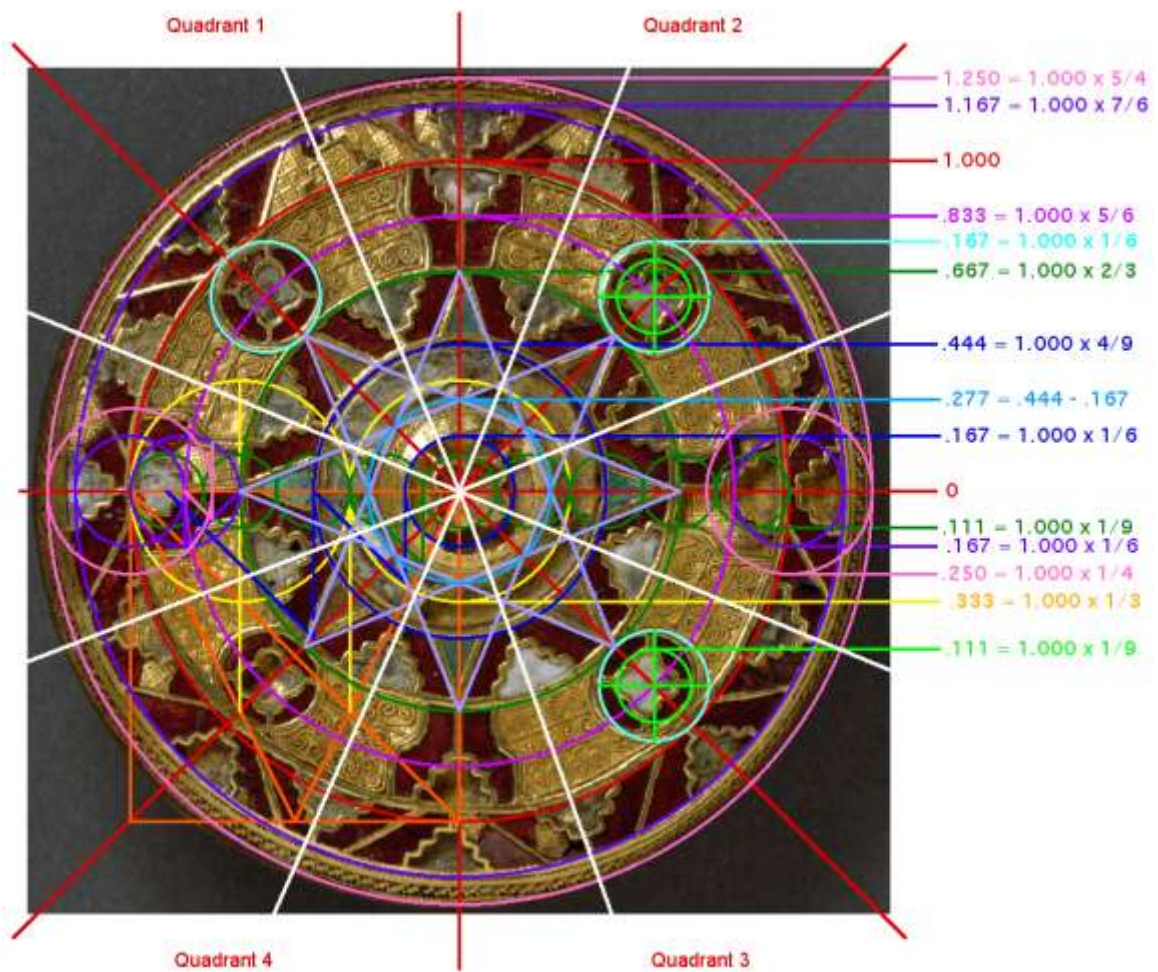 Quadrant 1
Quadrant 2
1.250 = 1.000 x 5/4
1.167 = 1.000 x 7/6
1.000
.833 = 1.000 x 5/6
.167 = 1.000 x 1/6
.667 = 1.000 x 2/3
.444 = 1.000 x 4/9
.277 = .444 - .167
.167 = 1.000 x 1/6
0
.111 = 1.000 x 1/9
.167 = 1.000 x 1/6
.250 = 1.000 x 1/4
.333 = 1.000 x 1/3
.111 = 1.000 x 1/9
Quadrant 4
Quadrant 3